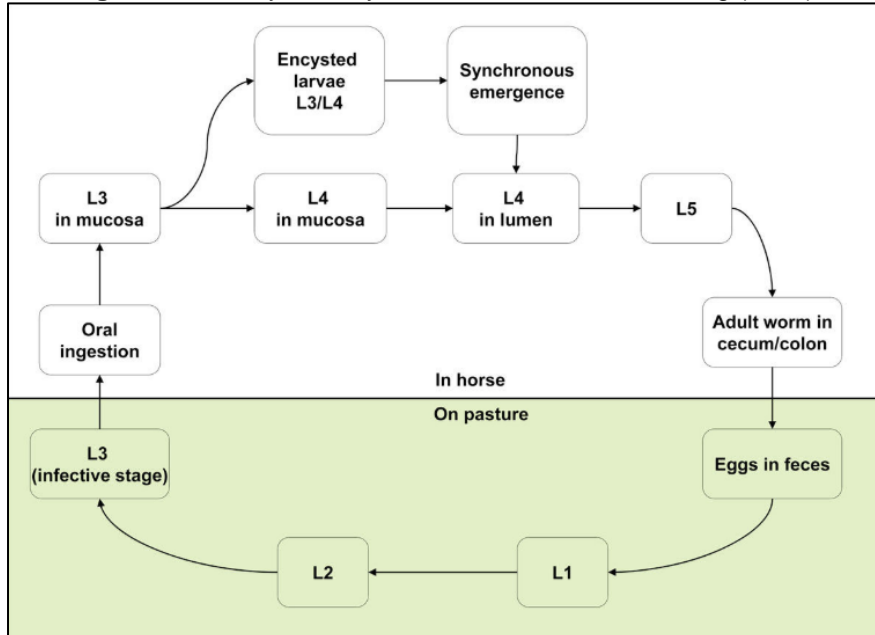 Encysted
larvae
L3/L4
Synchronous
emergence
L3
in mucosa
L4
in mucosa
L4
in lumen
L5
Oral
ingestion
Adult worm in
cecum/colon
In horse
On pasture
L3
(infective stage)
Eggs in feces
L2
L1